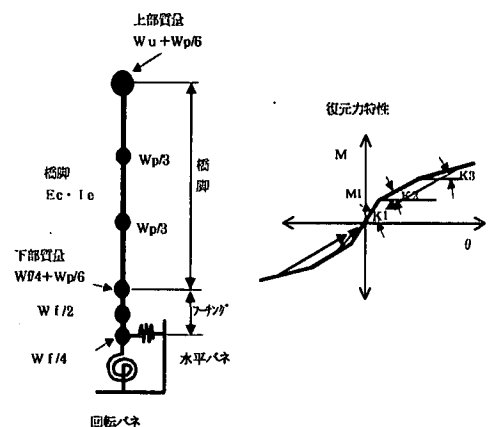 上部質量
Wu+Wp/6
復元力特性
M
橋脚
Ec・Ie
Wp/3
橋脚
Wp/3
M1
K1
K2
K3
θ
下部質量
Wf/4+Wp/6
Wf/2
フーチング
Wf/4
水平バネ
回転バネ